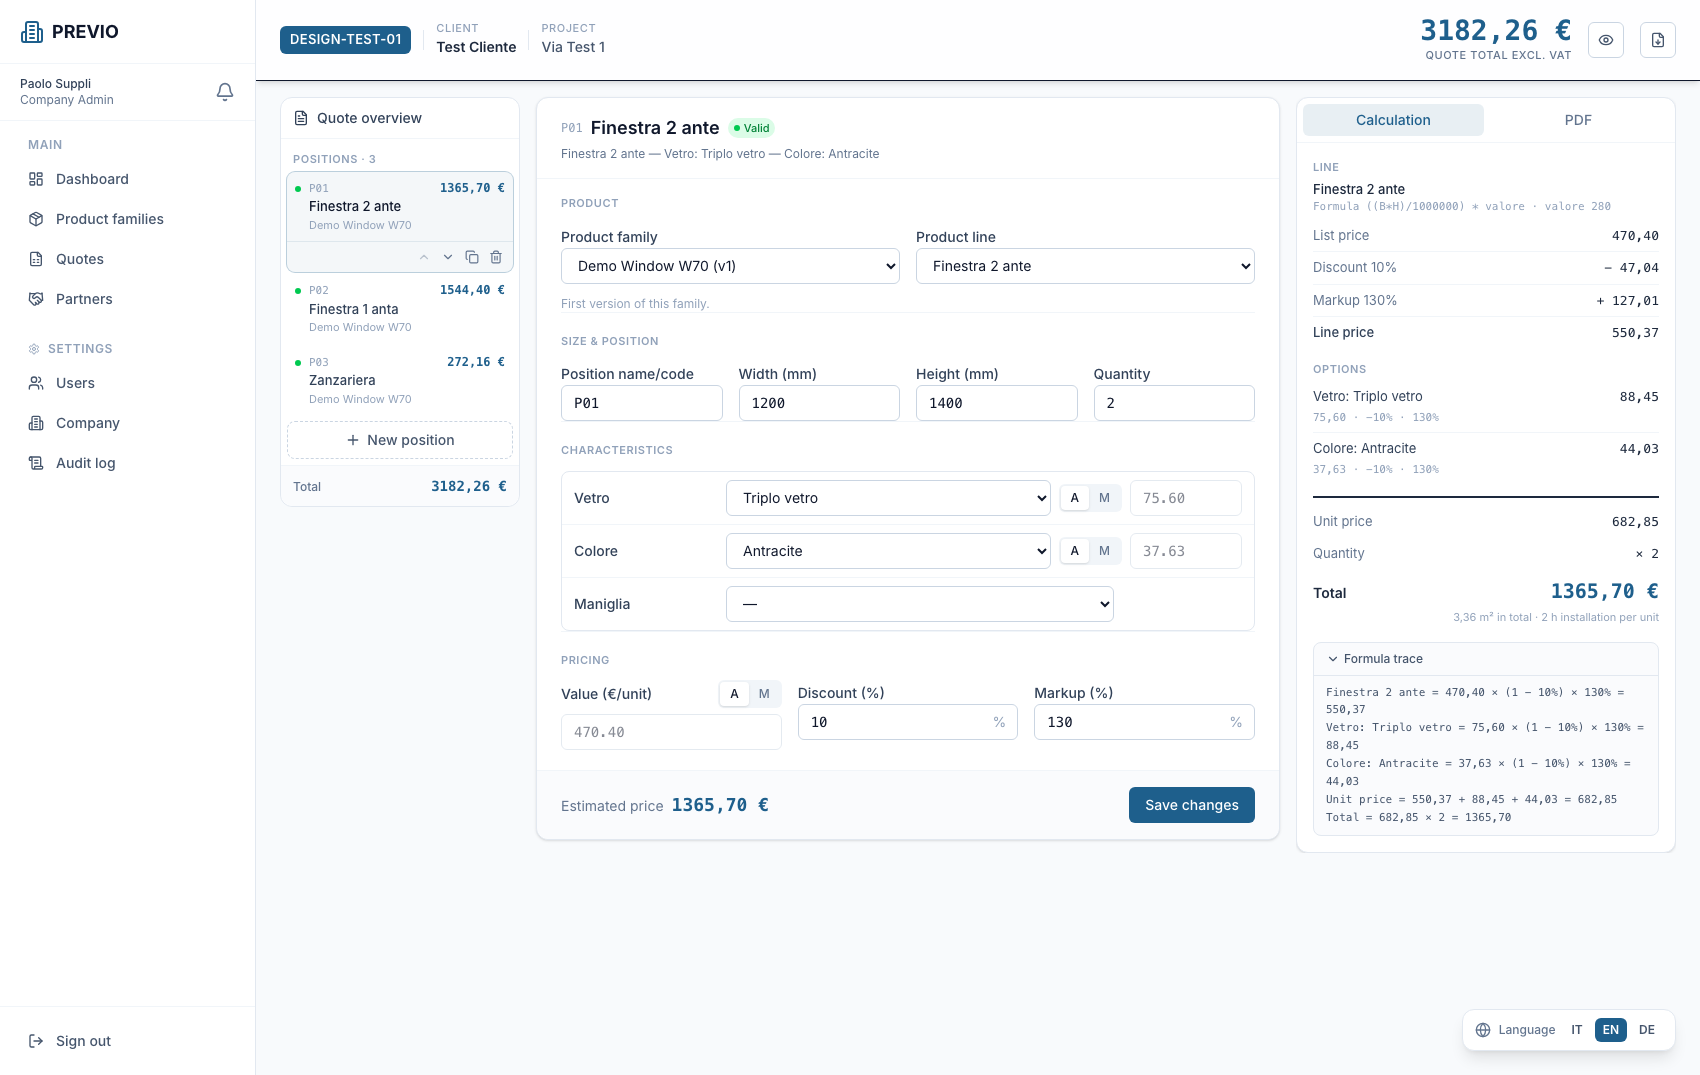 PREVIO
Paolo Suppli
Company Admin
MAIN
Dashboard
Product families
Quotes
Partners
SETTINGS
Users
Company
Audit log
Sign out
DESIGN-TEST-01
CLIENT
Test Cliente
PROJECT
Via Test 1
3182,26 €
QUOTE TOTAL EXCL. VAT
Quote overview
POSITIONS · 3
P01 1365,70 €
Finestra 2 ante
Demo Window W70
P02 1544,40 €
Finestra 1 anta
Demo Window W70
P03 272,16 €
Zanzariera
Demo Window W70
New position
Total 3182,26 €
P01 Finestra 2 ante Valid
Finestra 2 ante — Vetro: Triplo vetro — Colore: Antracite
PRODUCT
Product family Product line
Demo Window W70 (v1) Finestra 2 ante
First version of this family.
SIZE & POSITION
Position name/code Width (mm) Height (mm) Quantity
P01 1200 1400 2
CHARACTERISTICS
Vetro Triplo vetro A M 75.60
Colore Antracite A M 37.63
Maniglia —
PRICING
Value (€/unit) A M Discount (%) Markup (%)
470.40 10 % 130 %
Estimated price 1365,70 € Save changes
Calculation PDF
LINE
Finestra 2 ante
Formula ((B*H)/1000000) * valore · valore 280
List price 470,40
Discount 10% − 47,04
Markup 130% + 127,01
Line price 550,37
OPTIONS
Vetro: Triplo vetro 88,45
75,60 · −10% · 130%
Colore: Antracite 44,03
37,63 · −10% · 130%
Unit price 682,85
Quantity × 2
Total 1365,70 €
3,36 m² in total · 2 h installation per unit
Formula trace
Finestra 2 ante = 470,40 × (1 − 10%) × 130% =
550,37
Vetro: Triplo vetro = 75,60 × (1 − 10%) × 130% =
88,45
Colore: Antracite = 37,63 × (1 − 10%) × 130% =
44,03
Unit price = 550,37 + 88,45 + 44,03 = 682,85
Total = 682,85 × 2 = 1365,70
Language IT EN DE